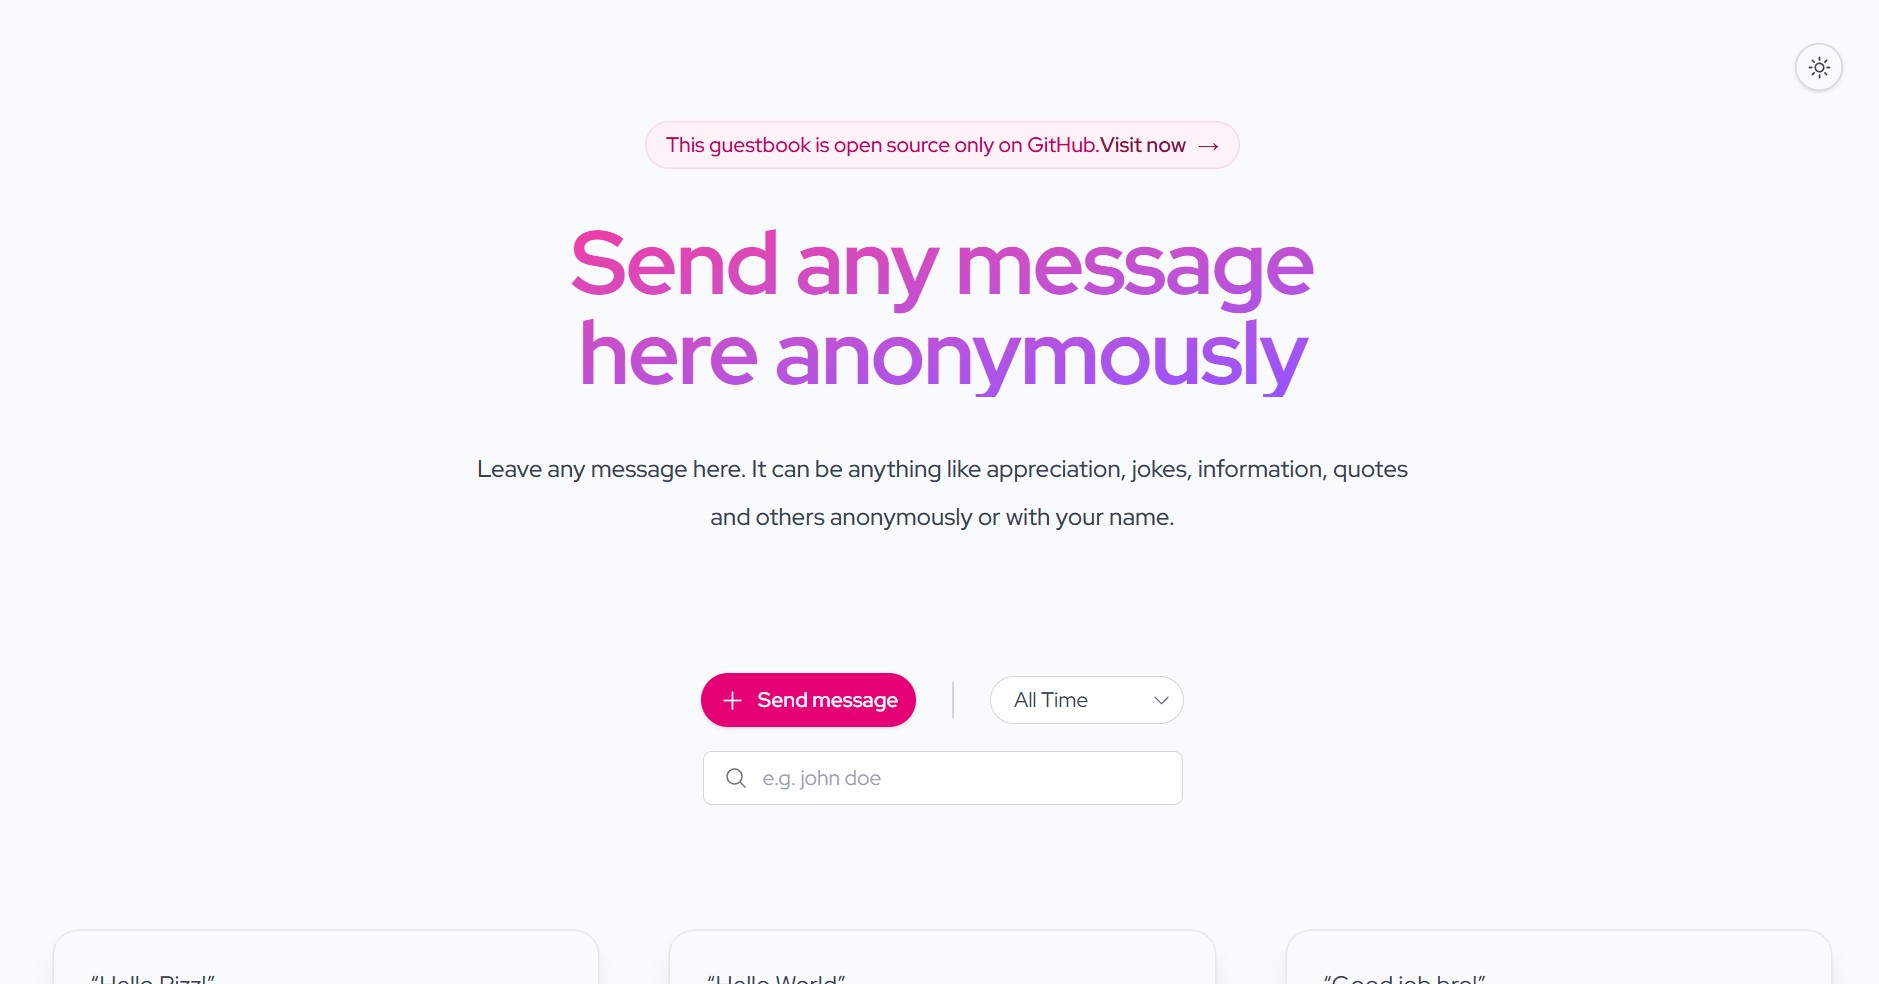 This guestbook is open source only on GitHub.Visit now →
Send any message
here anonymously
Leave any message here. It can be anything like appreciation, jokes, information, quotes
and others anonymously or with your name.
Send message
All Time
e.g. john doe
“Hello Rizz!” “Hello World” “Good job bro!”